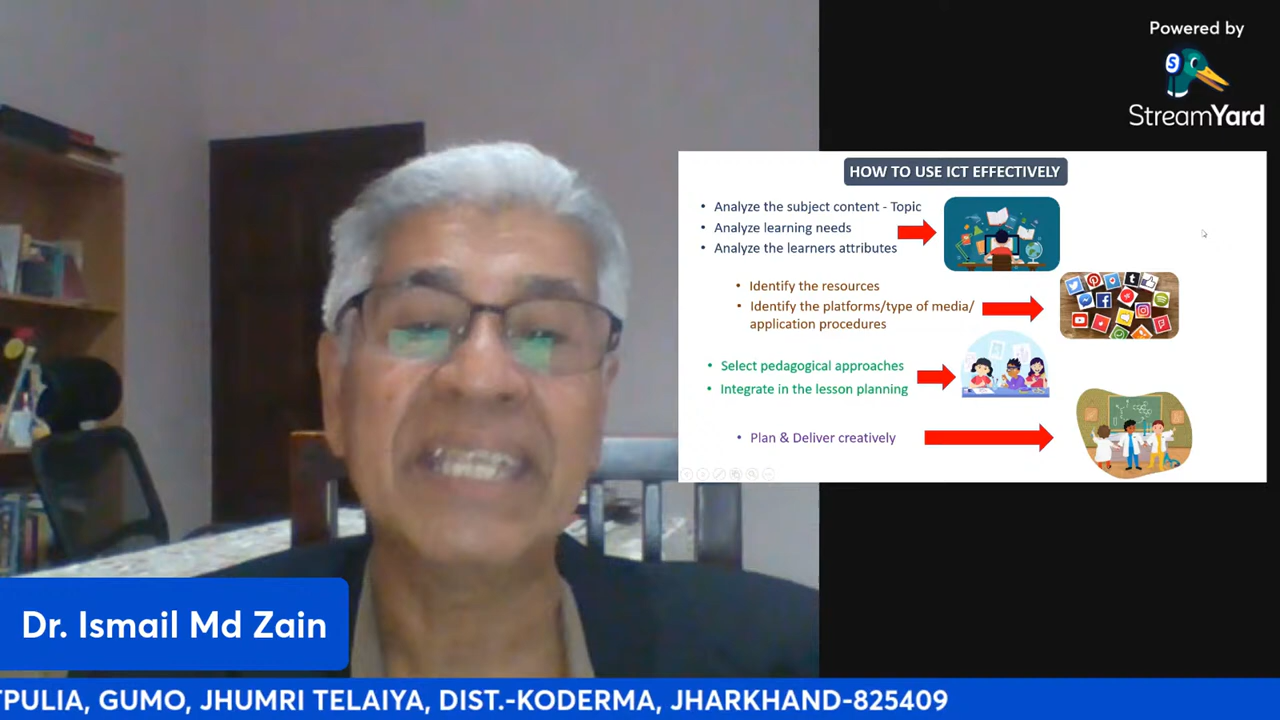 Powered by
StreamYard
HOW TO USE ICT EFFECTIVELY
• Analyze the subject content - Topic
• Analyze learning needs
• Analyze the learners attributes
• Identify the resources
• Identify the platforms/type of media/
application procedures
• Select pedagogical approaches
• Integrate in the lesson planning
• Plan & Deliver creatively
Dr. Ismail Md Zain
GUMO, JHUMRI TELAIYA, DIST.-KODERMA, JHARKHAND-825409